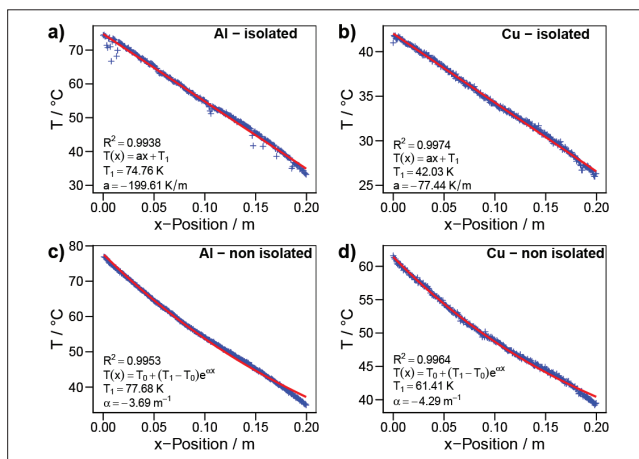 a)
Al − isolated
T / °C
70
60
50
40
30
R² = 0.9938
T(x) = ax + T₁
T₁ = 74.76 K
a = −199.61 K/m
0.00 0.05 0.10 0.15 0.20
x−Position / m
b)
Cu − isolated
T / °C
40
35
30
25
R² = 0.9974
T(x) = ax + T₁
T₁ = 42.03 K
a = −77.44 K/m
0.00 0.05 0.10 0.15 0.20
x−Position / m
c)
Al − non isolated
T / °C
80
70
60
50
40
R² = 0.9953
T(x) = T₀ + (T₁ − T₀)e^αx
T₁ = 77.68 K
α = −3.69 m⁻¹
0.00 0.05 0.10 0.15 0.20
x-Position / m
d)
Cu − non isolated
T / °C
60
55
50
45
40
R² = 0.9964
T(x) = T₀ + (T₁ − T₀)e^αx
T₁ = 61.41 K
α = −4.29 m⁻¹
0.00 0.05 0.10 0.15 0.20
x-Position / m